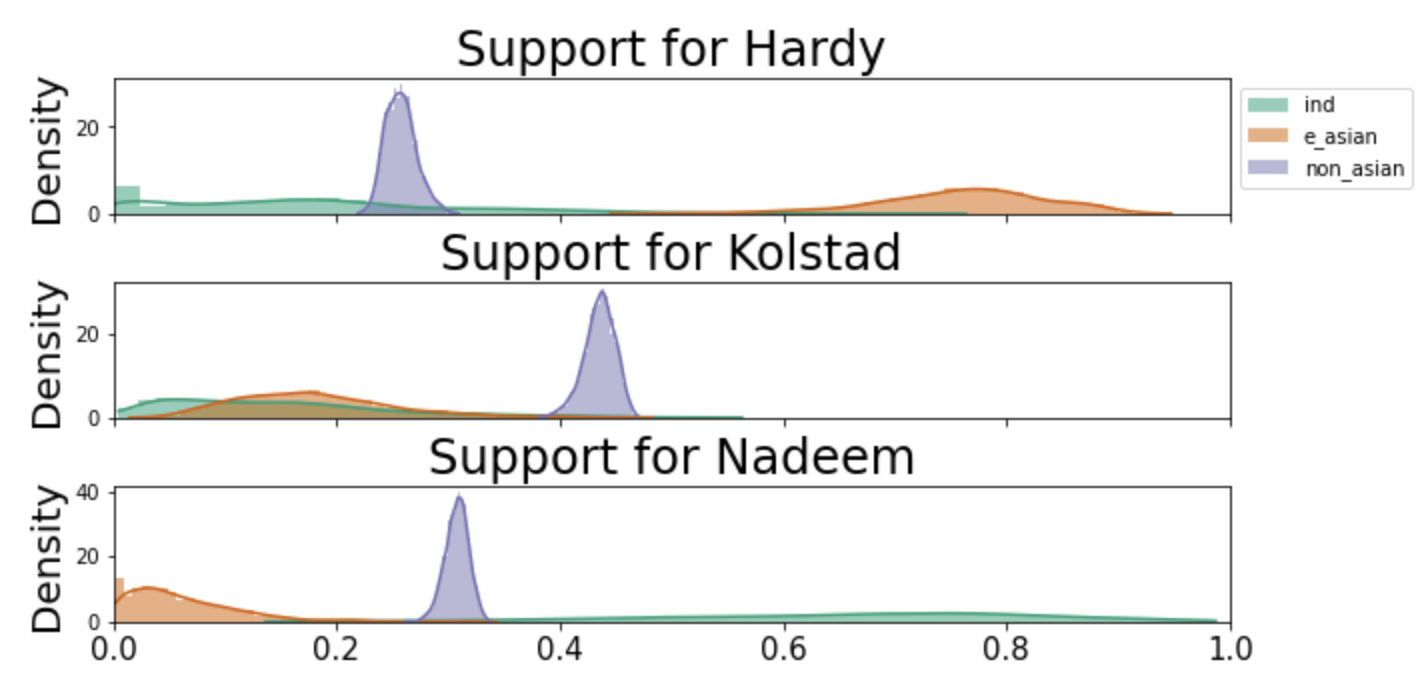 Support for Hardy
Density
20
0
ind
e_asian
non_asian
Support for Kolstad
Density
20
0
Support for Nadeem
Density
40
20
0
0.0 0.2 0.4 0.6 0.8 1.0